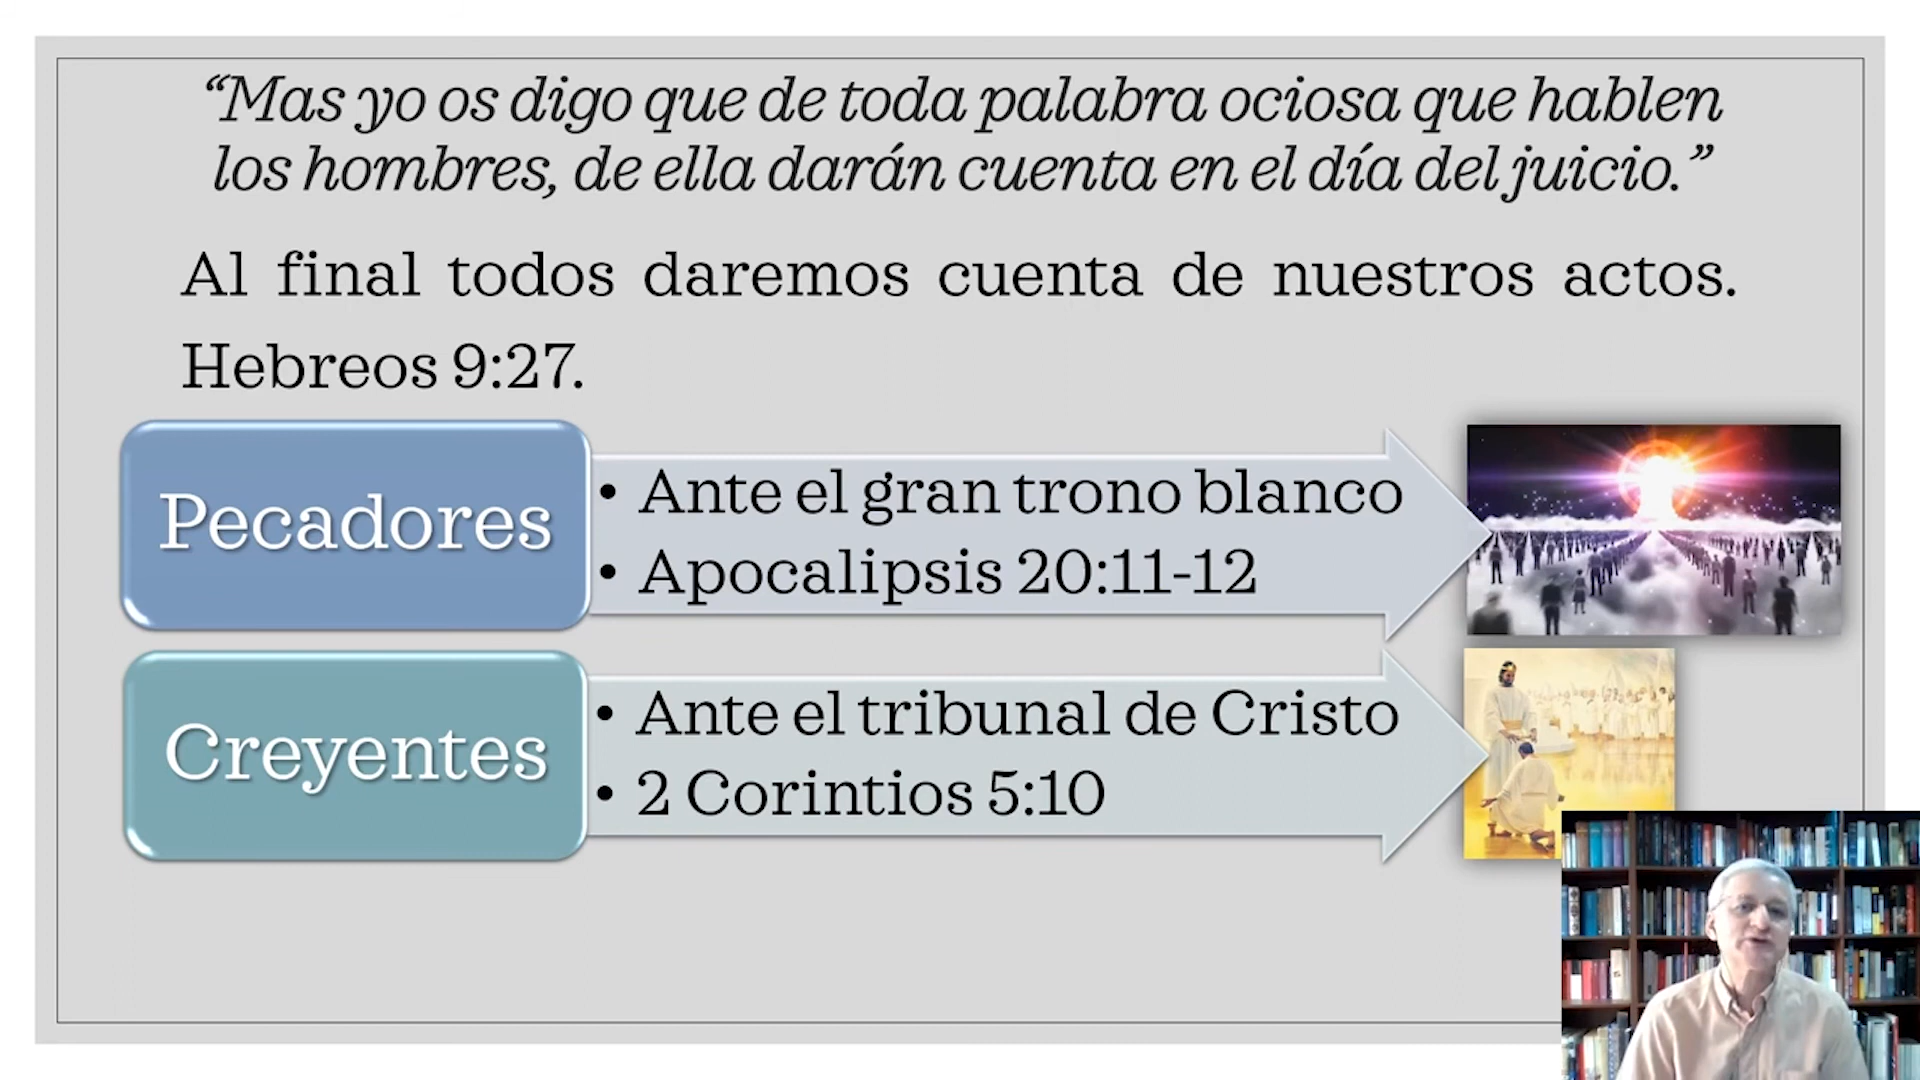 “Mas yo os digo que de toda palabra ociosa que hablen
los hombres, de ella darán cuenta en el día del juicio.”
Al final todos daremos cuenta de nuestros actos.
Hebreos 9:27.
Pecadores
• Ante el gran trono blanco
• Apocalipsis 20:11-12
Creyentes
• Ante el tribunal de Cristo
• 2 Corintios 5:10